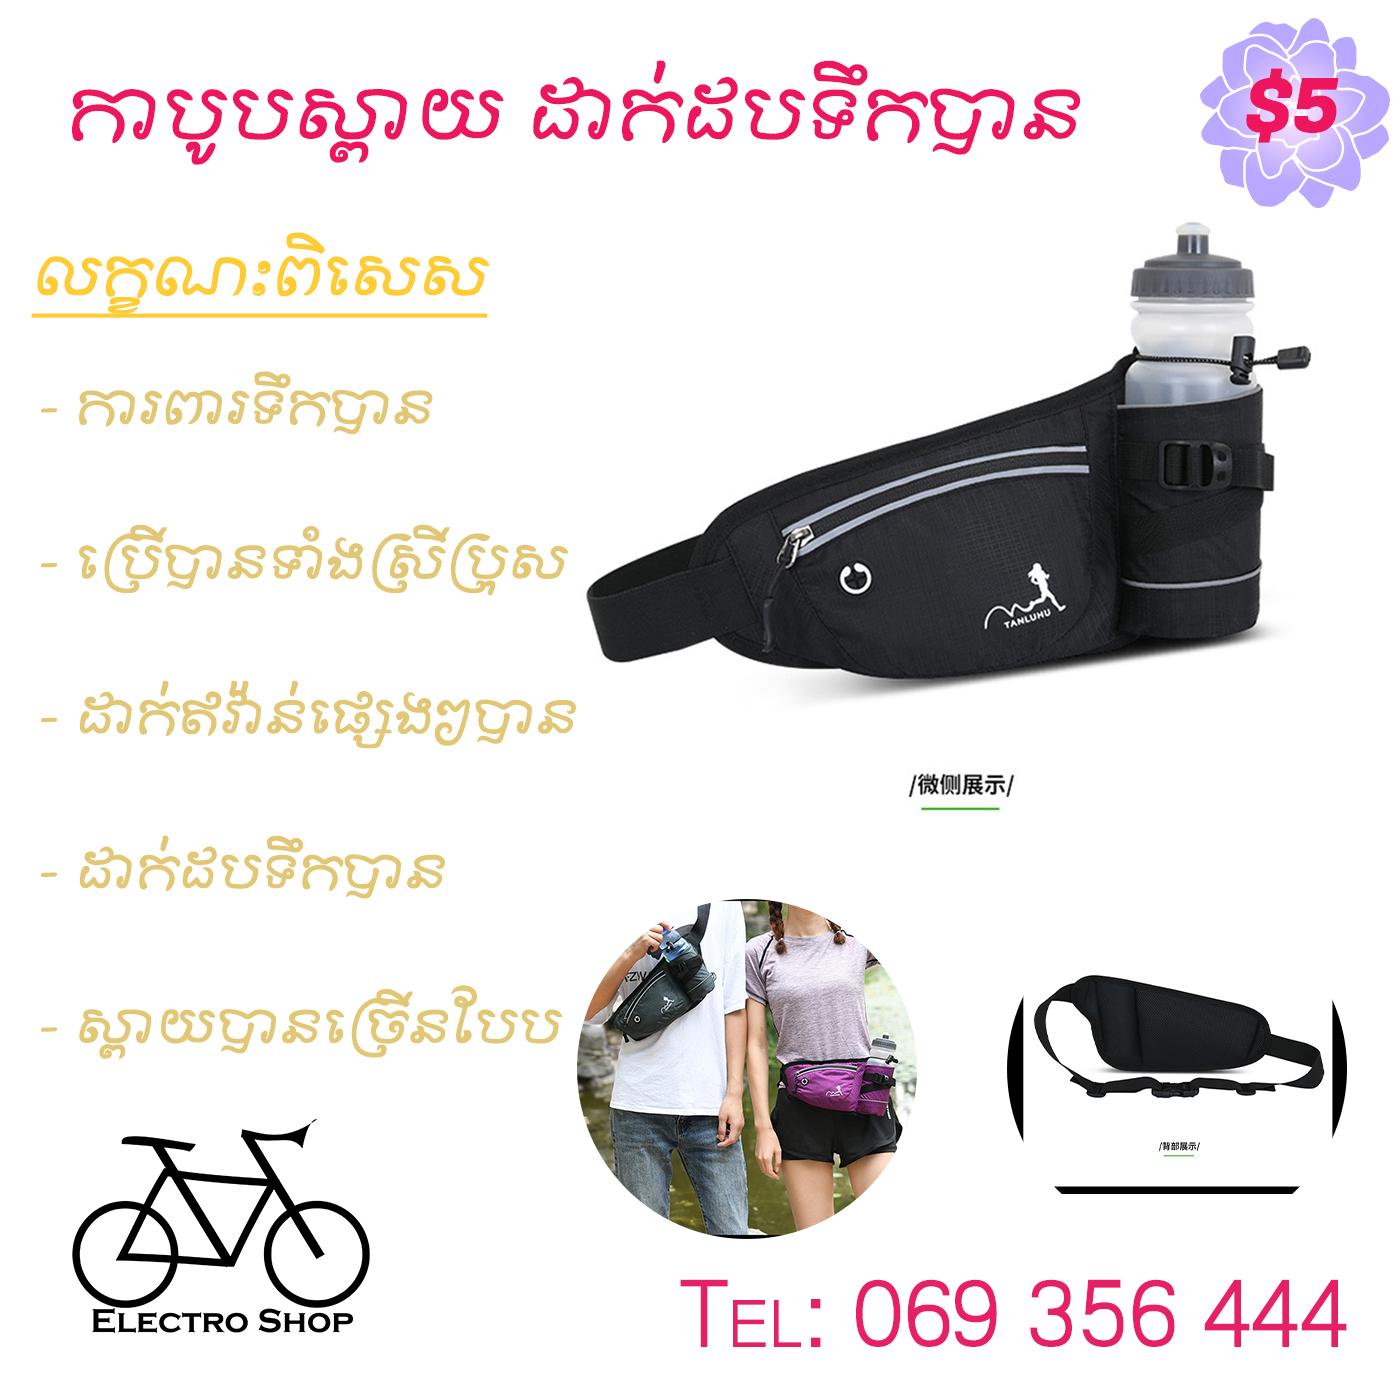 កាបូបស្ពាយ ដាក់ដបទឹកបាន
$5
លក្ខណះពិសេស
- ការពារទឹកបាន
- ប្រើបានទាំងស្រីប្រុស
- ដាក់ឥវ៉ាន់ផ្សេងៗបាន
TANLUHU
/微侧展示/
- ដាក់ដបទឹកបាន
- ស្ពាយបានច្រើនបែប
/背部展示/
ELECTRO SHOP
TEL: 069 356 444